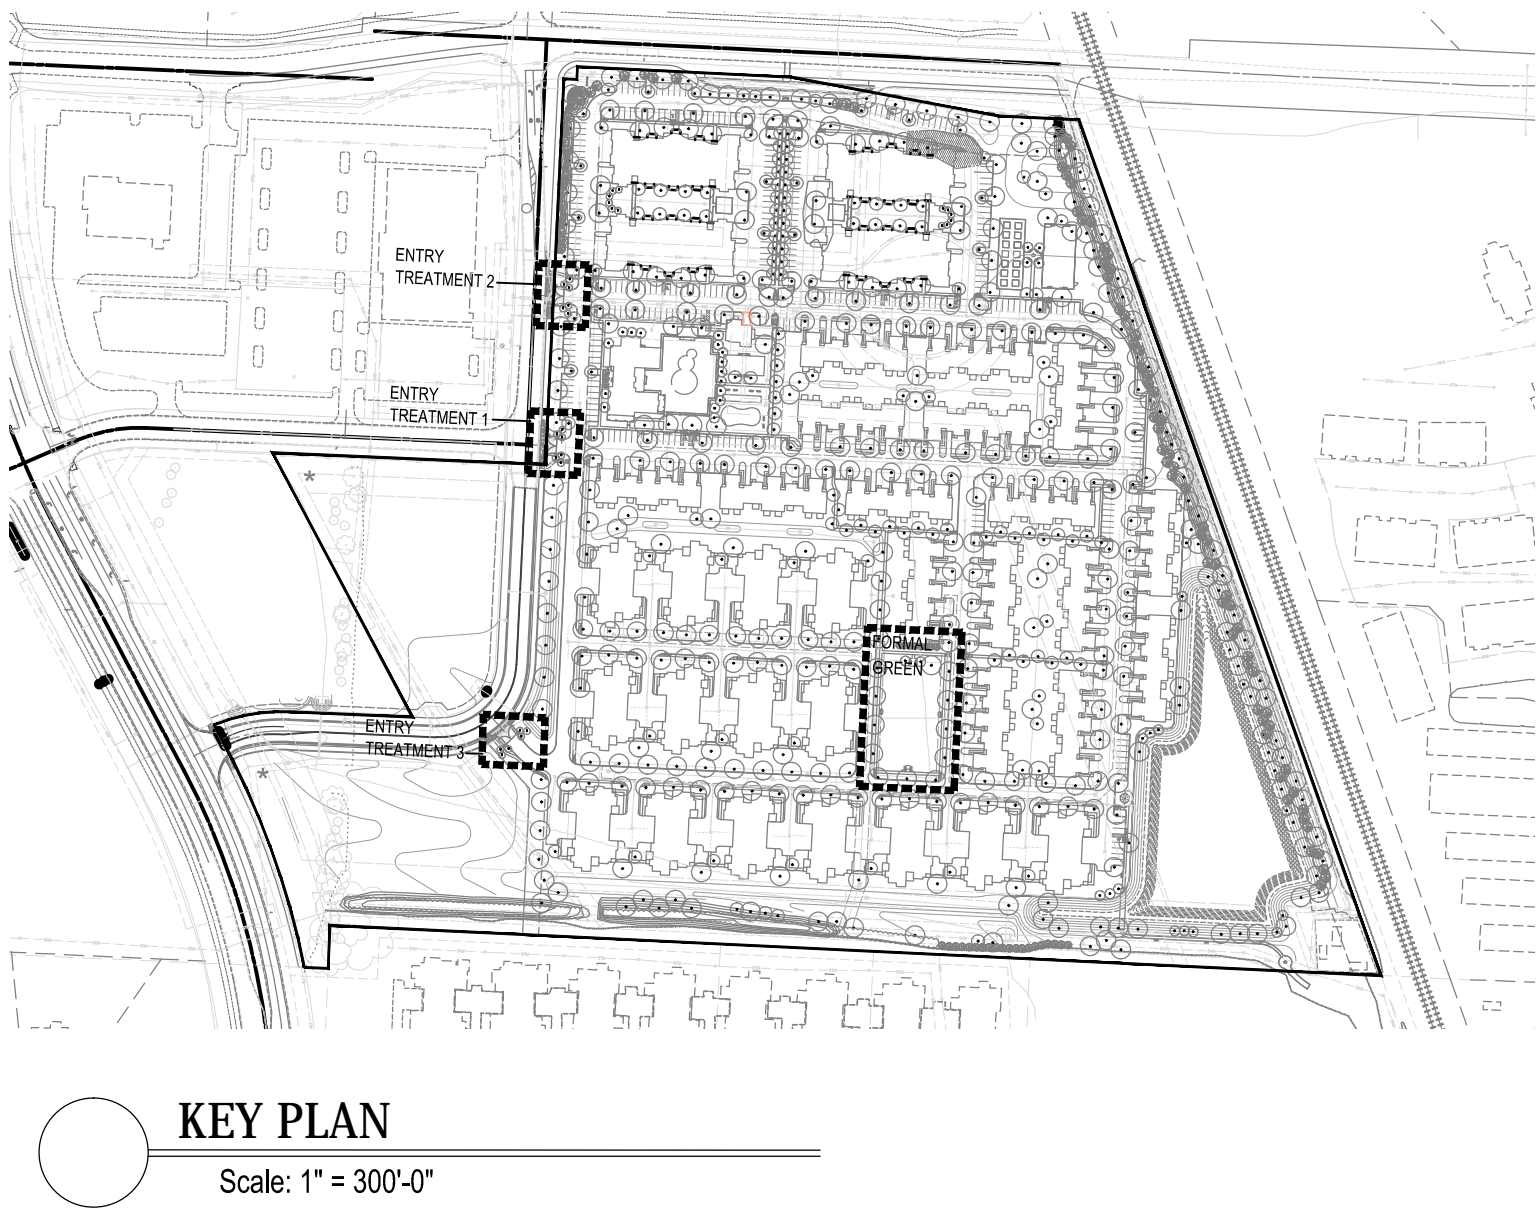 ENTRY
TREATMENT 2
ENTRY
TREATMENT 1
FORMAL
GREEN
ENTRY
TREATMENT 3
KEY PLAN
Scale: 1" = 300'-0"